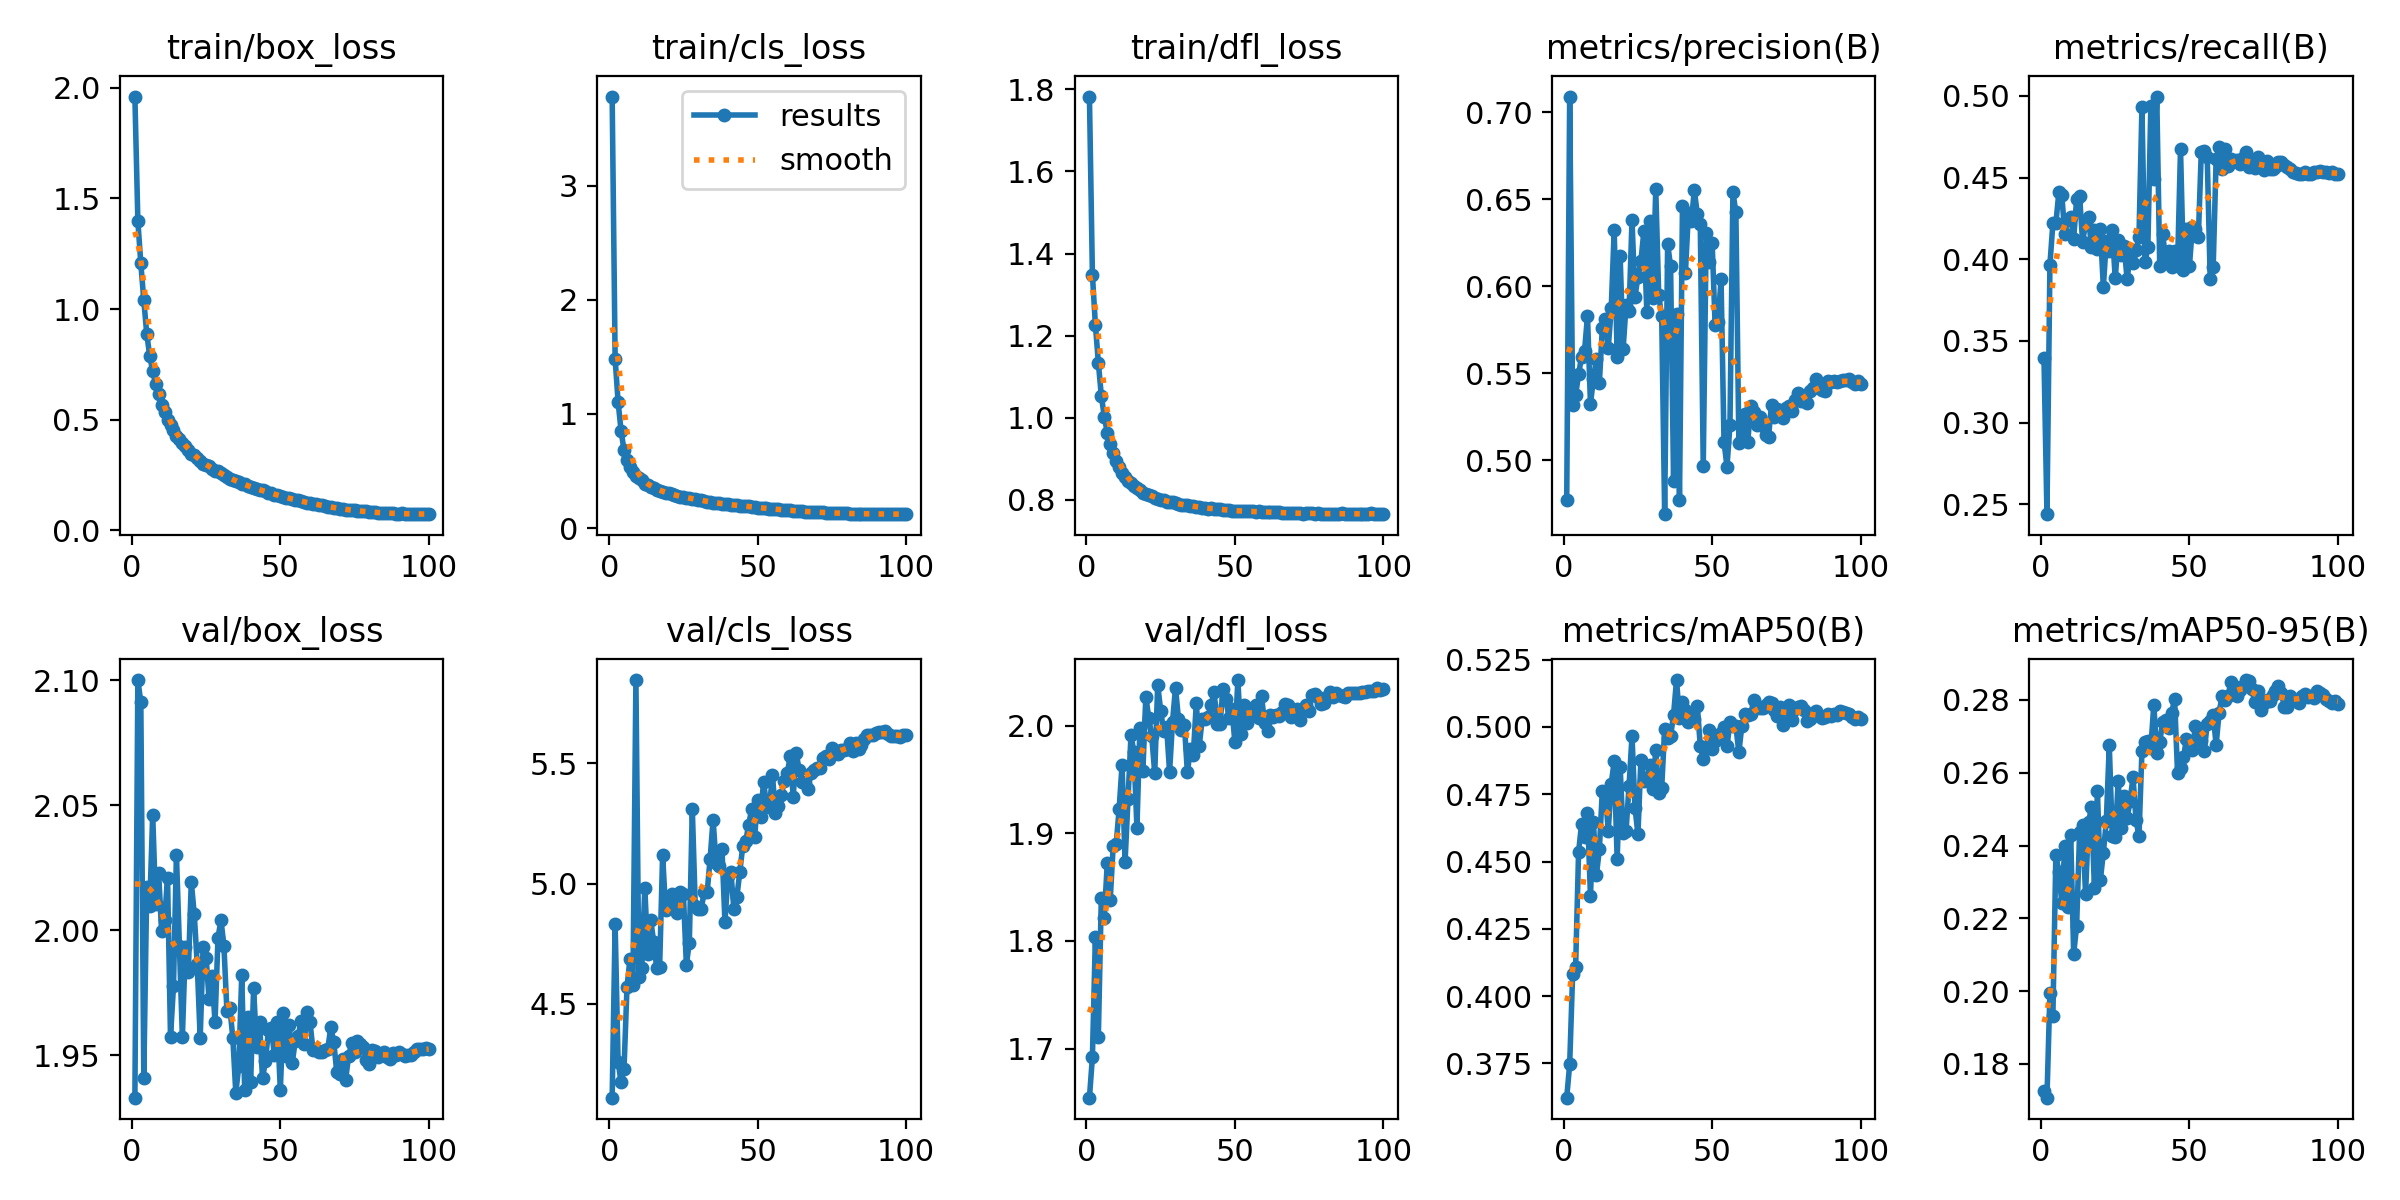 train/box_loss
2.0
1.5
1.0
0.5
0.0
0 50 100
train/cls_loss
results
smooth
3
2
1
0
0 50 100
train/dfl_loss
1.8
1.6
1.4
1.2
1.0
0.8
0 50 100
metrics/precision(B)
0.70
0.65
0.60
0.55
0.50
0 50 100
metrics/recall(B)
0.50
0.45
0.40
0.35
0.30
0.25
0 50 100
val/box_loss
2.10
2.05
2.00
1.95
0 50 100
val/cls_loss
5.5
5.0
4.5
0 50 100
val/dfl_loss
2.0
1.9
1.8
1.7
0 50 100
metrics/mAP50(B)
0.525
0.500
0.475
0.450
0.425
0.400
0.375
0 50 100
metrics/mAP50-95(B)
0.28
0.26
0.24
0.22
0.20
0.18
0 50 100